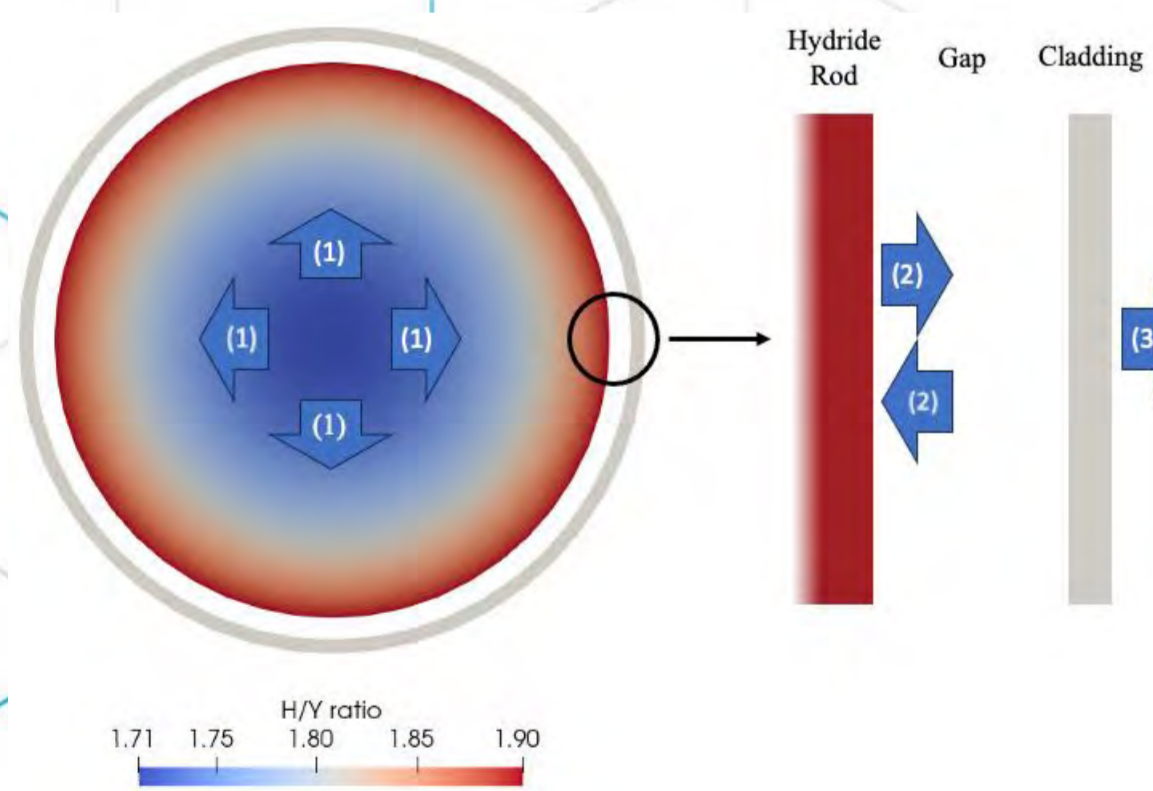 Hydride
Rod
Gap
Cladding
(1)
(1)
(1)
(1)
(2)
(2)
(3
H/Y ratio
1.71 1.75 1.80 1.85 1.90